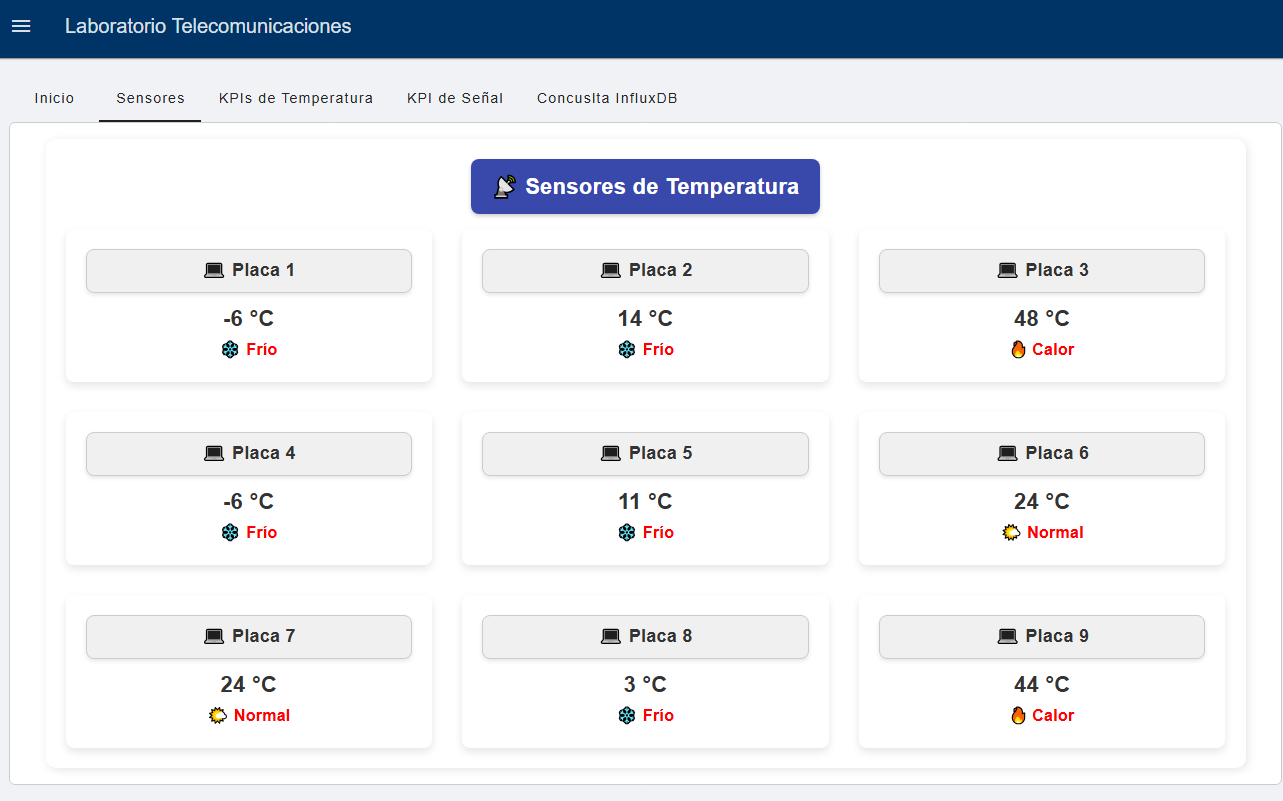 Laboratorio Telecomunicaciones
Inicio
Sensores
KPIs de Temperatura
KPI de Señal
Concuslta InfluxDB
Sensores de Temperatura
Placa 1
-6 °C
Frío
Placa 2
14 °C
Frío
Placa 3
48 °C
Calor
Placa 4
-6 °C
Frío
Placa 5
11 °C
Frío
Placa 6
24 °C
Normal
Placa 7
24 °C
Normal
Placa 8
3 °C
Frío
Placa 9
44 °C
Calor